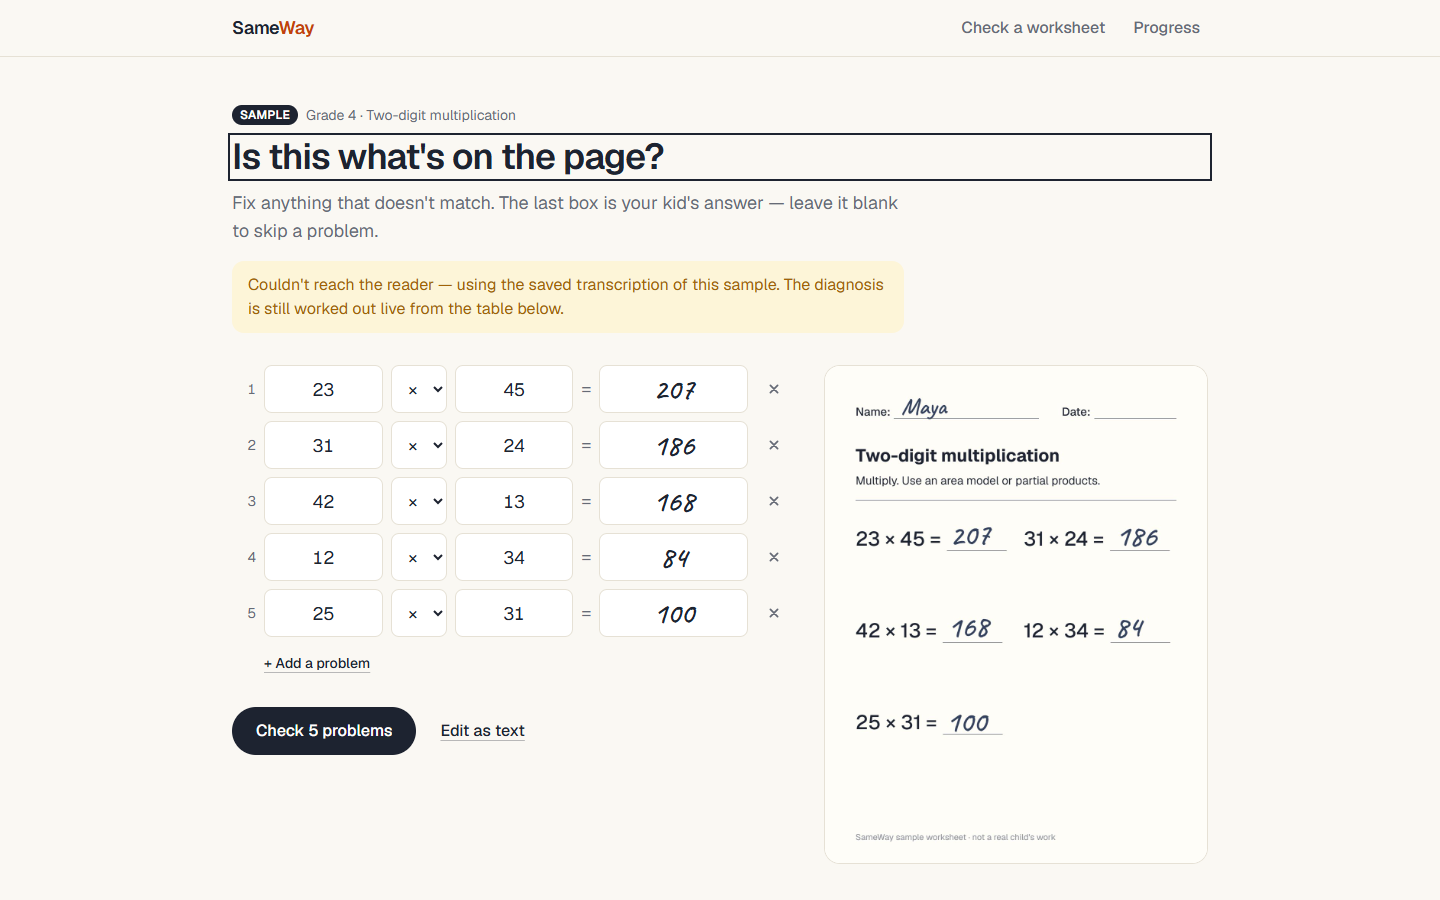 SameWay
Check a worksheet Progress
SAMPLE Grade 4 · Two-digit multiplication
Is this what's on the page?
Fix anything that doesn't match. The last box is your kid's answer — leave it blank
to skip a problem.
Couldn't reach the reader — using the saved transcription of this sample. The diagnosis
is still worked out live from the table below.
1 23 × 45 = 207 ×
2 31 × 24 = 186 ×
3 42 × 13 = 168 ×
4 12 × 34 = 84 ×
5 25 × 31 = 100 ×
+ Add a problem
Check 5 problems Edit as text
Name: Maya Date:
Two-digit multiplication
Multiply. Use an area model or partial products.
23 × 45 = 207 31 × 24 = 186
42 × 13 = 168 12 × 34 = 84
25 × 31 = 100
SameWay sample worksheet · not a real child's work